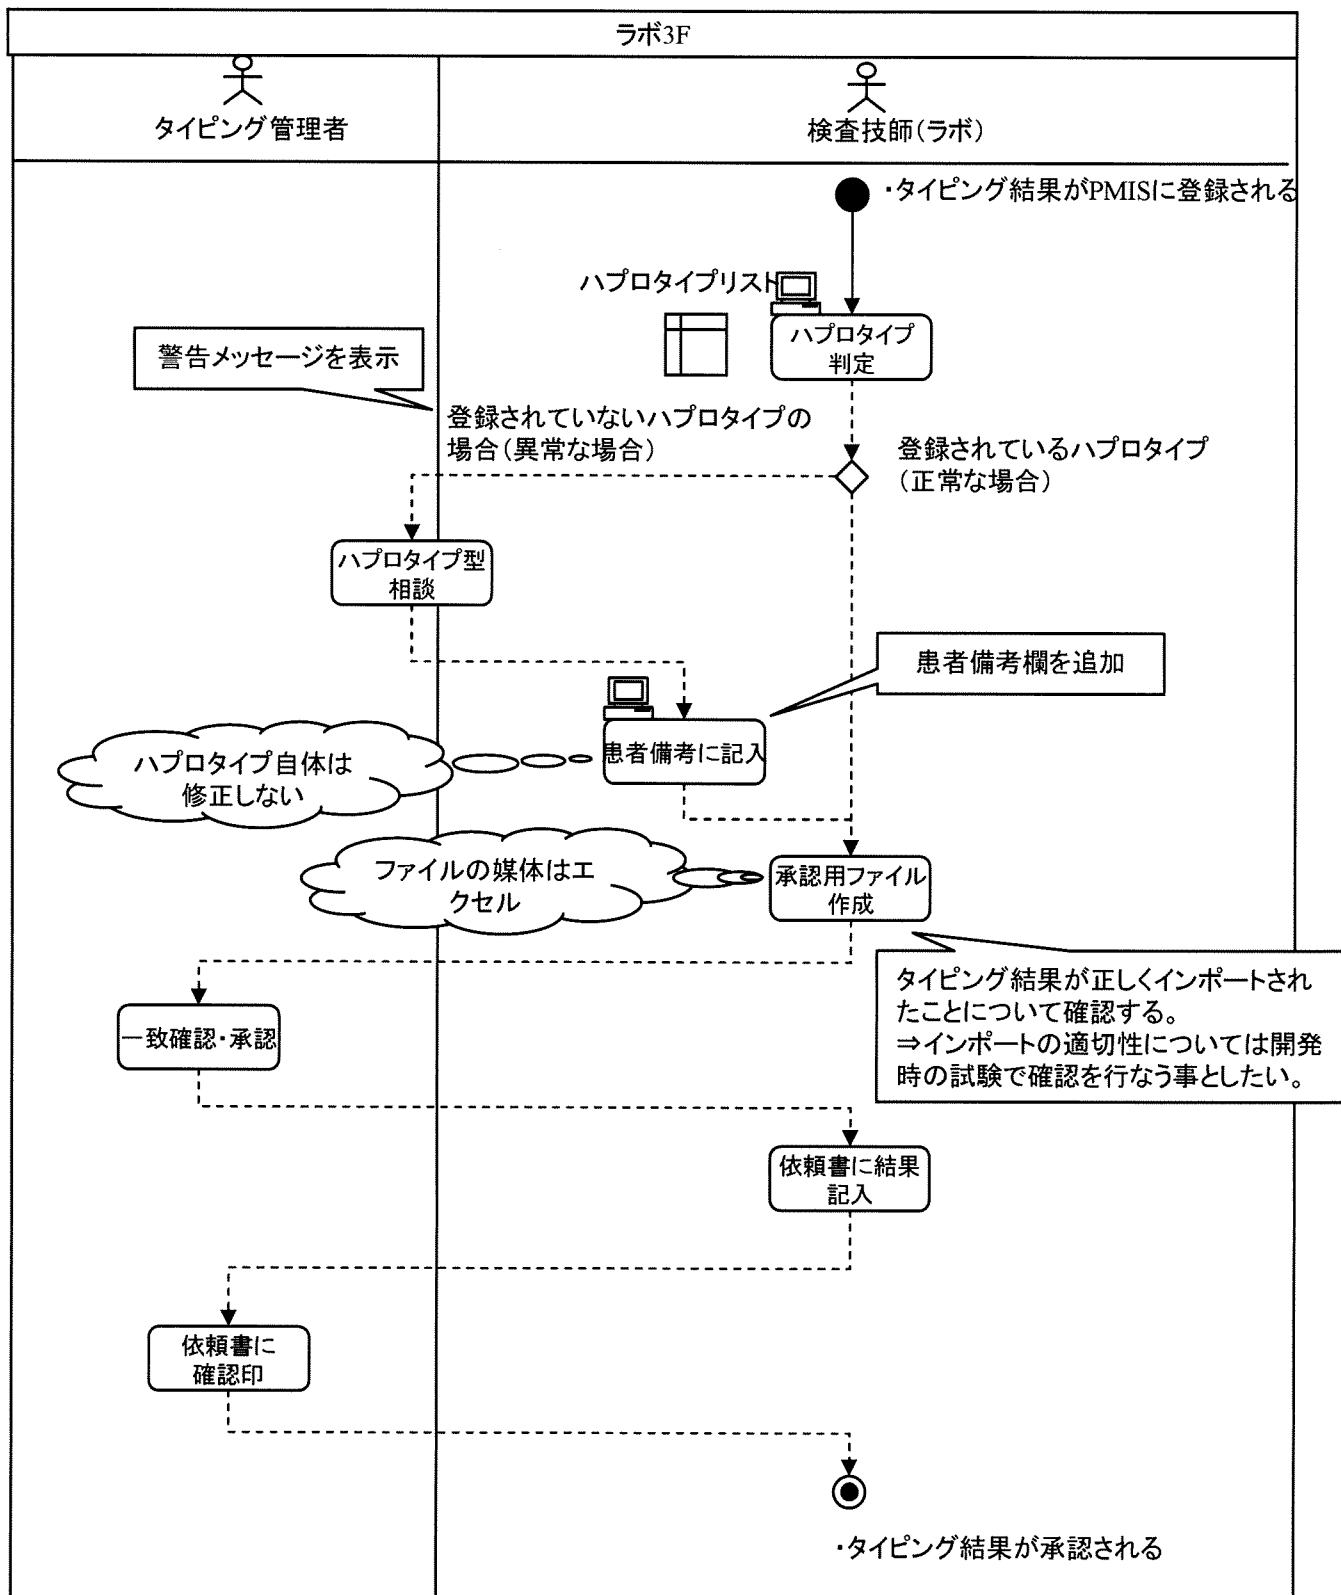 ラボ3F
タイピング管理者
検査技師(ラボ)
・タイピング結果がPMISに登録される
ハプロタイプリスト
ハプロタイプ
判定
警告メッセージを表示
登録されていないハプロタイプの
場合(異常な場合)
登録されているハプロタイプ
(正常な場合)
ハプロタイプ型
相談
患者備考欄を追加
患者備考に記入
ハプロタイプ自体は
修正しない
ファイルの媒体はエ
クセル
承認用ファイル
作成
タイピング結果が正しくインポートされ
たことについて確認する。
⇒インポートの適切性については開発
時の試験で確認を行なう事としたい。
一致確認・承認
依頼書に結果
記入
依頼書に
確認印
・タイピング結果が承認される